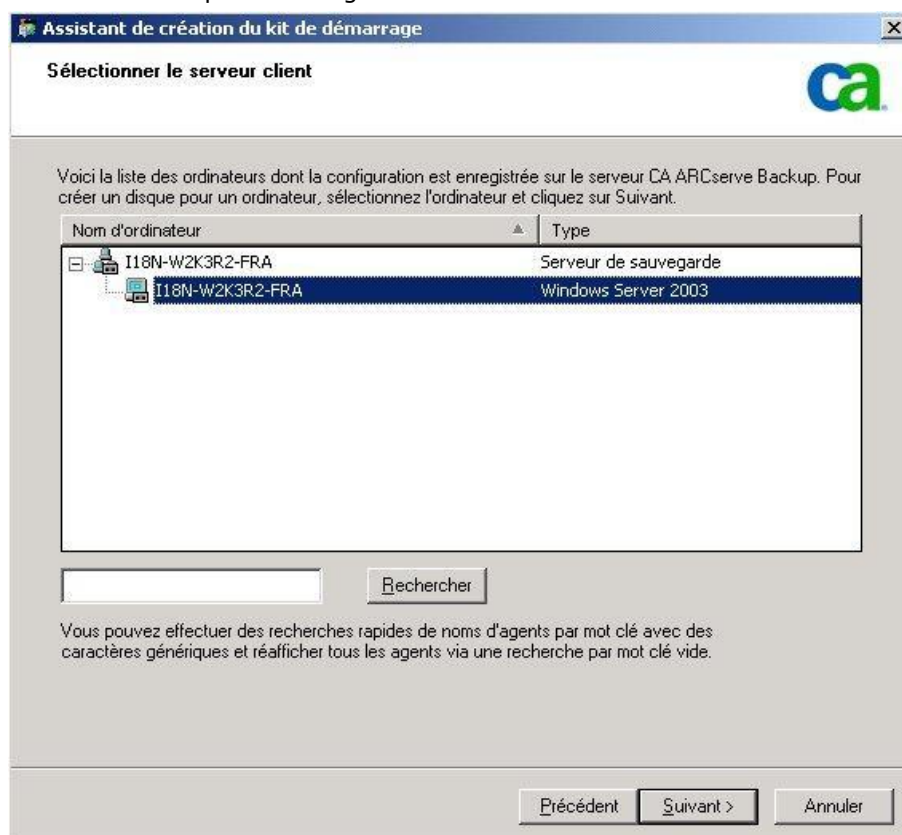 Assistant de création du kit de démarrage
Sélectionner le serveur client
ca
Voici la liste des ordinateurs dont la configuration est enregistrée sur le serveur CA ARCserve Backup. Pour
créer un disque pour un ordinateur, sélectionnez l'ordinateur et cliquez sur Suivant.
Nom d'ordinateur Type
I18N-W2K3R2-FRA Serveur de sauvegarde
I18N-W2K3R2-FRA Windows Server 2003
Rechercher
Vous pouvez effectuer des recherches rapides de noms d'agents par mot clé avec des
caractères génériques et réafficher tous les agents via une recherche par mot clé vide.
Précédent Suivant > Annuler